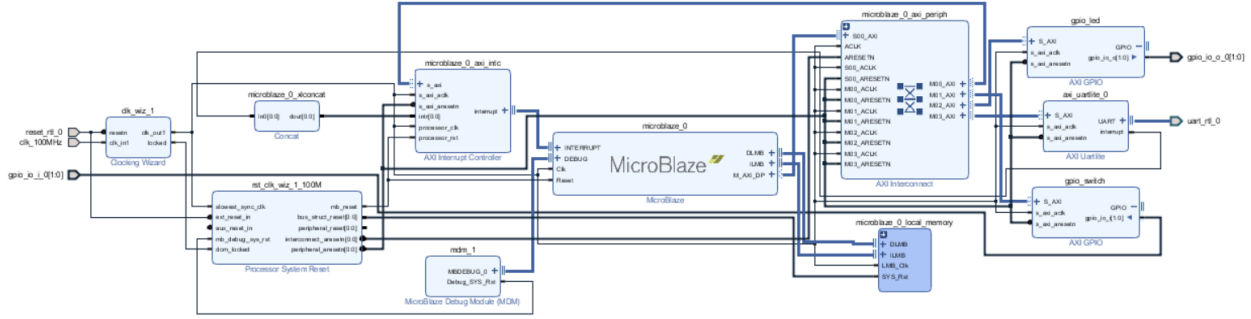 reset_rtl_0
clk_100MHz
gpio_io_i_0[1:0]
clk_wiz_1
resetn
clk_in1
clk_out1
locked
Clocking Wizard
microblaze_0_xlconcat
In0[0:0]
dout[0:0]
Concat
rst_clk_wiz_1_100M
slowest_sync_clk
ext_reset_in
aux_reset_in
mb_debug_sys_rst
dcm_locked
mb_reset
bus_struct_reset[0:0]
peripheral_reset[0:0]
interconnect_aresetn[0:0]
peripheral_aresetn[0:0]
Processor System Reset
microblaze_0_axi_intc
s_axi
s_axi_aclk
s_axi_aresetn
intr[0:0]
processor_clk
processor_rst
interrupt
AXI Interrupt Controller
mdm_1
MBDEBUG_0
Debug_SYS_Rst
MicroBlaze Debug Module (MDM)
microblaze_0
INTERRUPT
DEBUG
Clk
Reset
MicroBlaze
DLMB
ILMB
M_AXI_DP
MicroBlaze
microblaze_0_axi_periph
S00_AXI
ACLK
ARESETN
S00_ACLK
S00_ARESETN
M00_ACLK
M00_ARESETN
M01_ACLK
M01_ARESETN
M02_ACLK
M02_ARESETN
M03_ACLK
M03_ARESETN
M00_AXI
M01_AXI
M02_AXI
M03_AXI
AXI Interconnect
microblaze_0_local_memory
DLMB
ILMB
LMB_Clk
SYS_Rst
gpio_led
S_AXI
s_axi_aclk
s_axi_aresetn
GPIO
gpio_io_o[1:0]
AXI GPIO
axi_uartlite_0
S_AXI
s_axi_aclk
s_axi_aresetn
UART
interrupt
AXI Uartlite
gpio_switch
S_AXI
s_axi_aclk
s_axi_aresetn
GPIO
gpio_io_i[1:0]
AXI GPIO
gpio_io_o_0[1:0]
uart_rtl_0